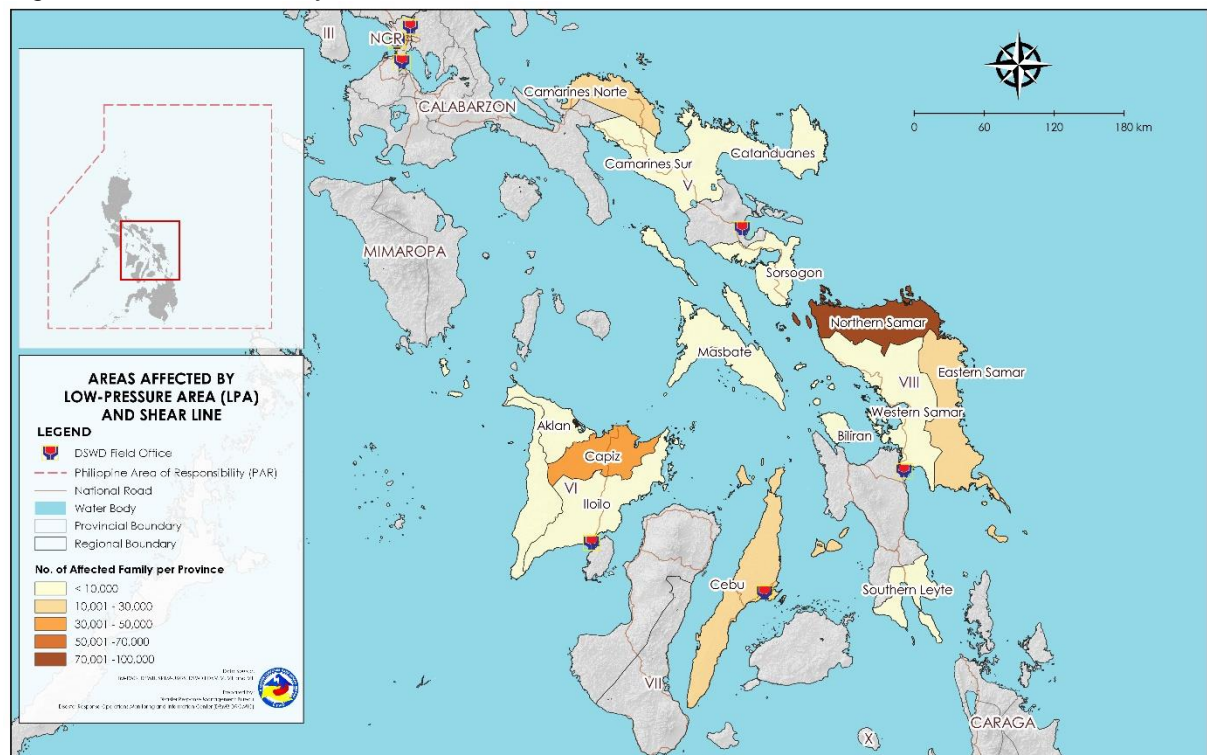 III
NCR
CALABARZON
Camarines Norte
Camarines Sur
V
Catanduanes
MIMAROPA
Sorsogon
Masbate
Northern Samar
VIII
Eastern Samar
Western Samar
Biliran
Aklan
Capiz
VI
Iloilo
Cebu
Southern Leyte
VII
X
CARAGA
0 60 120 180 km
AREAS AFFECTED BY
LOW-PRESSURE AREA (LPA)
AND SHEAR LINE
LEGEND
DSWD Field Office
Philippine Area of Responsibility (PAR)
National Road
Water Body
Provincial Boundary
Regional Boundary
No. of Affected Family per Province
< 10,000
10,001 - 30,000
30,001 - 50,000
50,001 -70,000
70,001 -100,000
Prepared by: